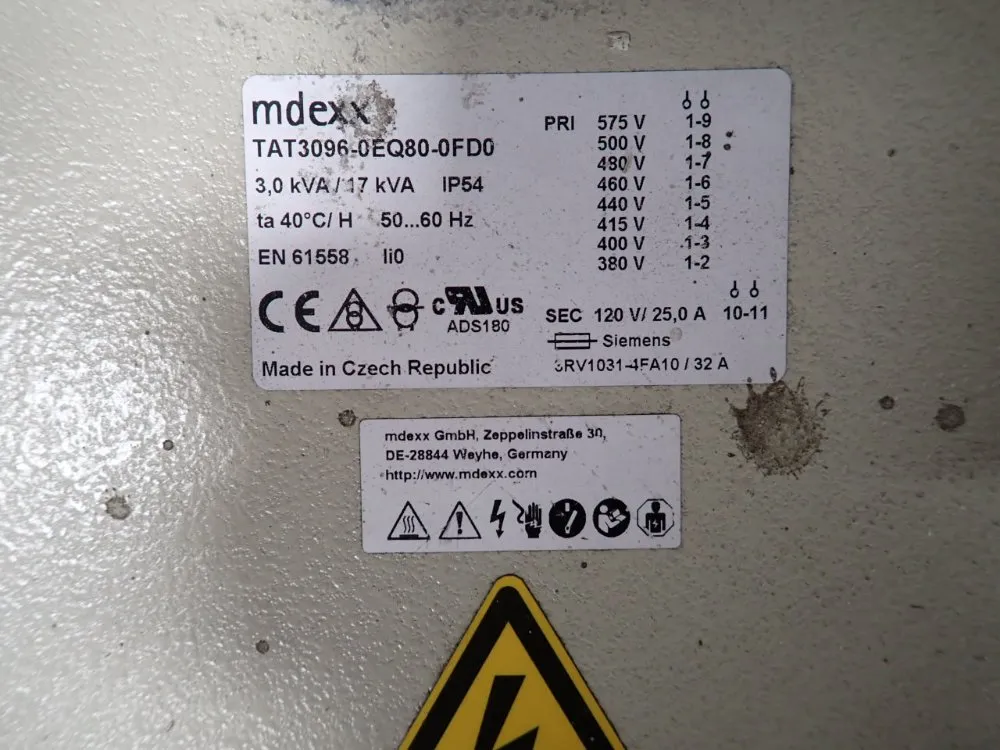 mdexx
TAT3096-0EQ80-0FD0
3,0 kVA / 17 kVA IP54
ta 40°C/ H 50...60 Hz
EN 61558 Ii0
CE
c UL US
ADS180
Made in Czech Republic
PRI 575 V 1-9
500 V 1-8
480 V 1-7
460 V 1-6
440 V 1-5
415 V 1-4
400 V 1-3
380 V 1-2
SEC 120 V/ 25,0 A 10-11
Siemens
3RV1031-4FA10 / 32 A
mdexx GmbH, Zeppelinstraße 30,
DE-28844 Weyhe, Germany
http://www.mdexx.com